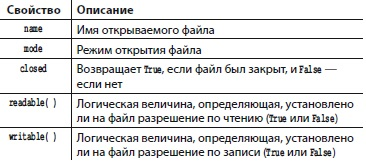 Свойство Описание
name Имя открываемого файла
mode Режим открытия файла
closed Возвращает True, если файл был закрыт, и False —
если нет
readable( ) Логическая величина, определяющая, установлено
ли на файл разрешение по чтению (True или False)
writable( ) Логическая величина, определяющая, установлено
ли на файл разрешение по записи (True или False)